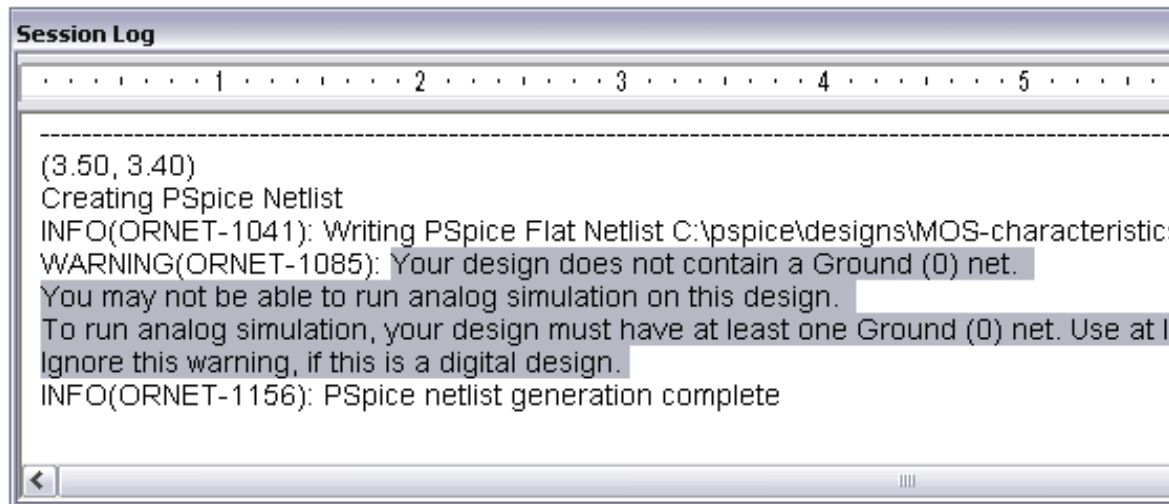 Session Log
1 2 3 4 5
(3.50, 3.40)
Creating PSpice Netlist
INFO(ORNET-1041): Writing PSpice Flat Netlist C:\pspice\designs\MOS-characteristics
WARNING(ORNET-1085): Your design does not contain a Ground (0) net.
You may not be able to run analog simulation on this design.
To run analog simulation, your design must have at least one Ground (0) net. Use at
Ignore this warning, if this is a digital design.
INFO(ORNET-1156): PSpice netlist generation complete